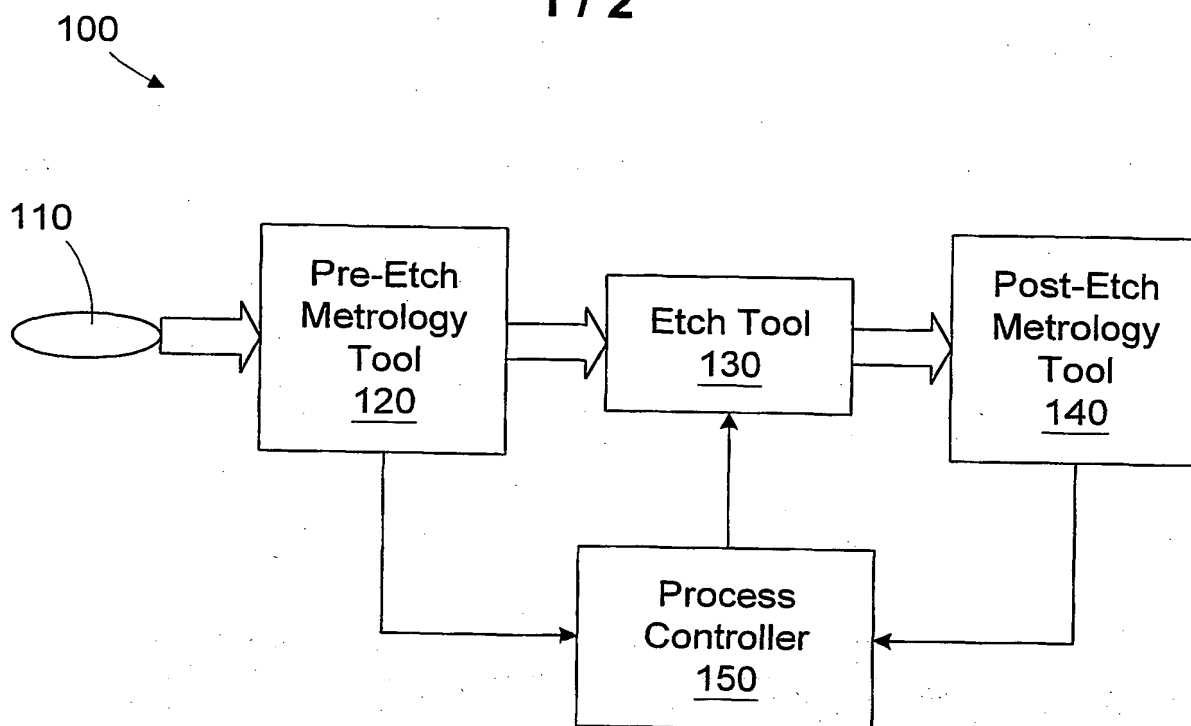 1 / 2
100
110
Pre-Etch
Metrology
Tool
120
Etch Tool
130
Post-Etch
Metrology
Tool
140
Process
Controller
150